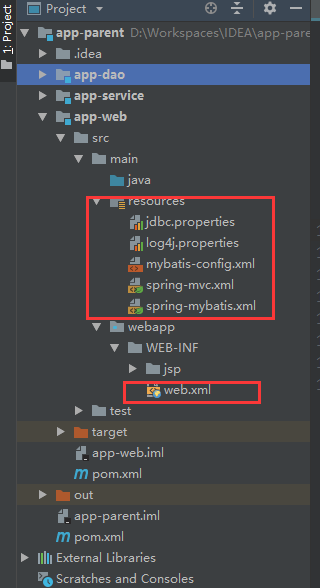 1: Project
Project
app-parent D:\Workspaces\IDEA\app-pare
.idea
app-dao
app-service
app-web
src
main
java
resources
jdbc.properties
log4j.properties
mybatis-config.xml
spring-mvc.xml
spring-mybatis.xml
webapp
WEB-INF
jsp
web.xml
test
target
app-web.iml
pom.xml
out
app-parent.iml
pom.xml
External Libraries
Scratches and Consoles